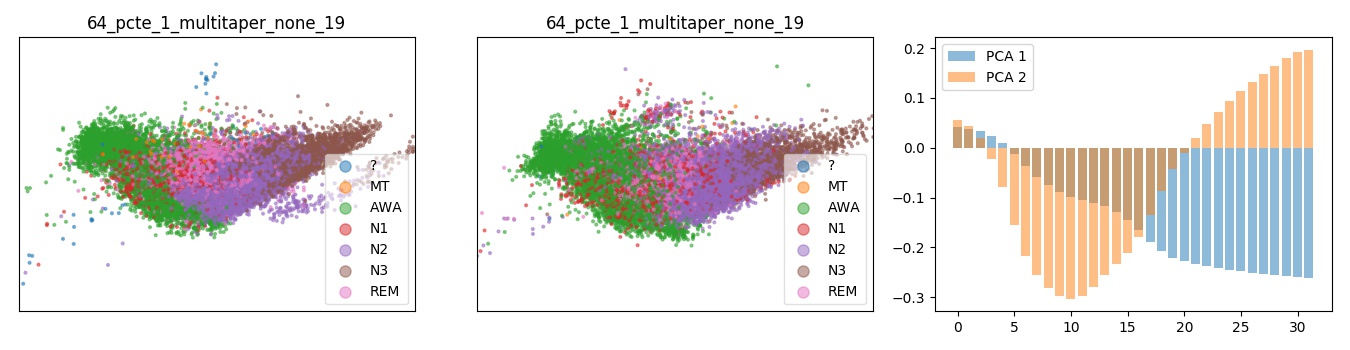 64_pcte_1_multitaper_none_19
?
MT
AWA
N1
N2
N3
REM
64_pcte_1_multitaper_none_19
?
MT
AWA
N1
N2
N3
REM
PCA 1
PCA 2
0.2
0.1
0.0
−0.1
−0.2
−0.3
0 5 10 15 20 25 30